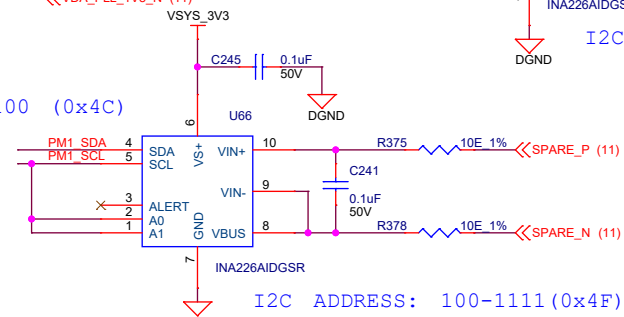 INA226AIDGS
VSYS_3V3
I2C
C245
0.1uF
50V
DGND
DGND
00 (0x4C)
U66
6
PM1_SDA
4
SDA
VS+
VIN+
10
R375
10E_1%
SPARE_P (11)
PM1_SCL
5
SCL
C241
VIN-
9
0.1uF
50V
3
ALERT
2
A0
1
A1
GND
VBUS
8
R378
10E_1%
SPARE_N (11)
7
INA226AIDGSR
I2C ADDRESS: 100-1111(0x4F)